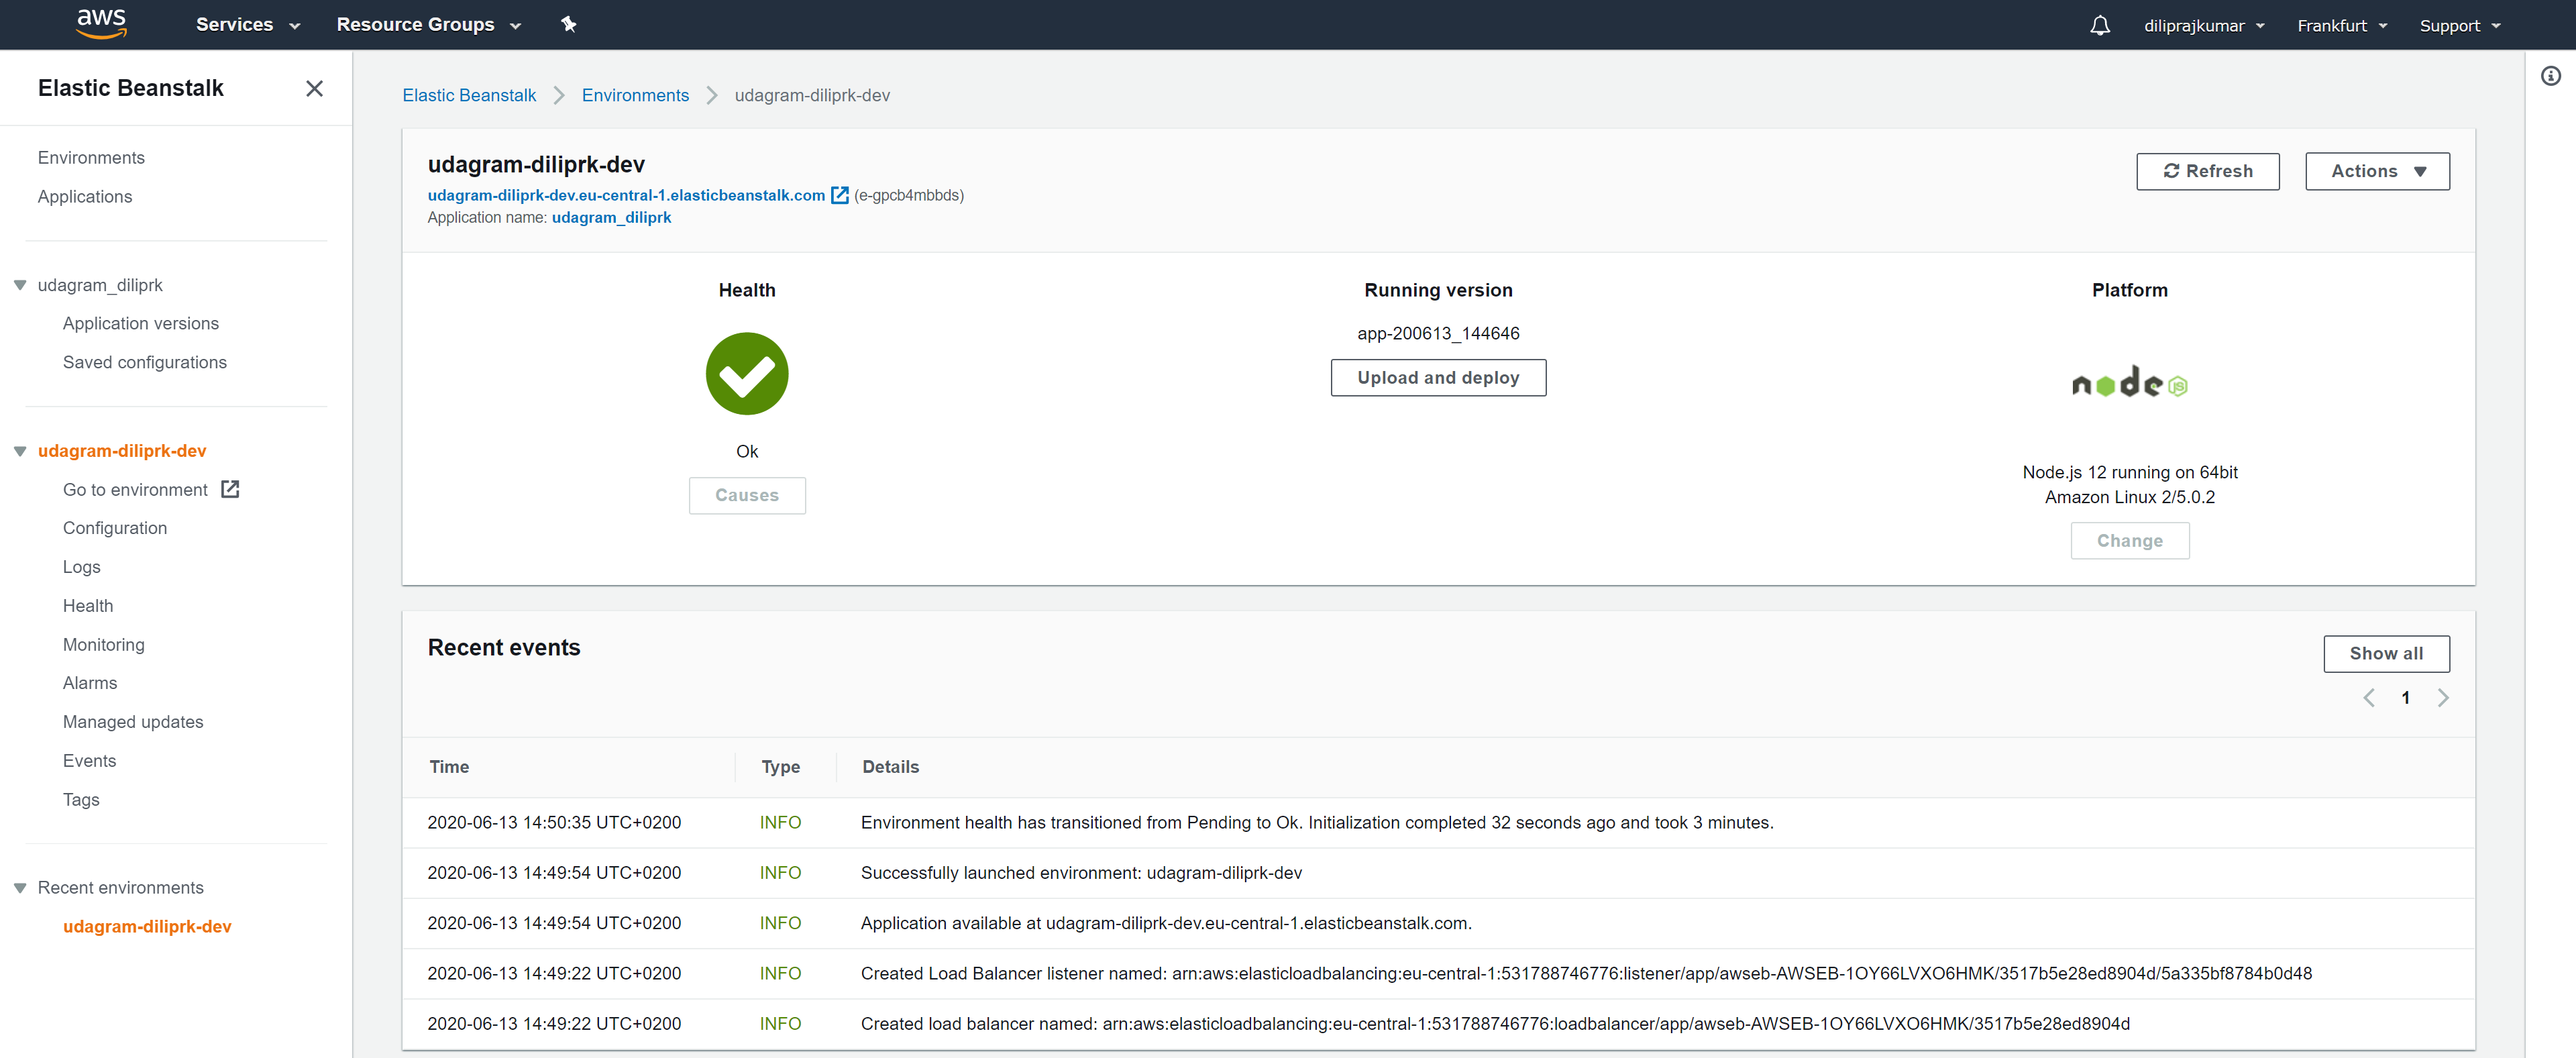 aws
Services
Resource Groups
diliprajkumar
Frankfurt
Support
Elastic Beanstalk
Environments
Applications
udagram_diliprk
Application versions
Saved configurations
udagram-diliprk-dev
Go to environment
Configuration
Logs
Health
Monitoring
Alarms
Managed updates
Events
Tags
Recent environments
udagram-diliprk-dev
Elastic Beanstalk
Environments
udagram-diliprk-dev
udagram-diliprk-dev
udagram-diliprk-dev.eu-central-1.elasticbeanstalk.com (e-gpcb4mbbds)
Application name: udagram_diliprk
Refresh
Actions
Health
Ok
Causes
Running version
app-200613_144646
Upload and deploy
Platform
node JS
Node.js 12 running on 64bit
Amazon Linux 2/5.0.2
Change
Recent events
Show all
1
Time Type Details
2020-06-13 14:50:35 UTC+0200 INFO Environment health has transitioned from Pending to Ok. Initialization completed 32 seconds ago and took 3 minutes.
2020-06-13 14:49:54 UTC+0200 INFO Successfully launched environment: udagram-diliprk-dev
2020-06-13 14:49:54 UTC+0200 INFO Application available at udagram-diliprk-dev.eu-central-1.elasticbeanstalk.com.
2020-06-13 14:49:22 UTC+0200 INFO Created Load Balancer listener named: arn:aws:elasticloadbalancing:eu-central-1:531788746776:listener/app/awseb-AWSEB-1OY66LVXO6HMK/3517b5e28ed8904d/5a335bf8784b0d48
2020-06-13 14:49:22 UTC+0200 INFO Created load balancer named: arn:aws:elasticloadbalancing:eu-central-1:531788746776:loadbalancer/app/awseb-AWSEB-1OY66LVXO6HMK/3517b5e28ed8904d